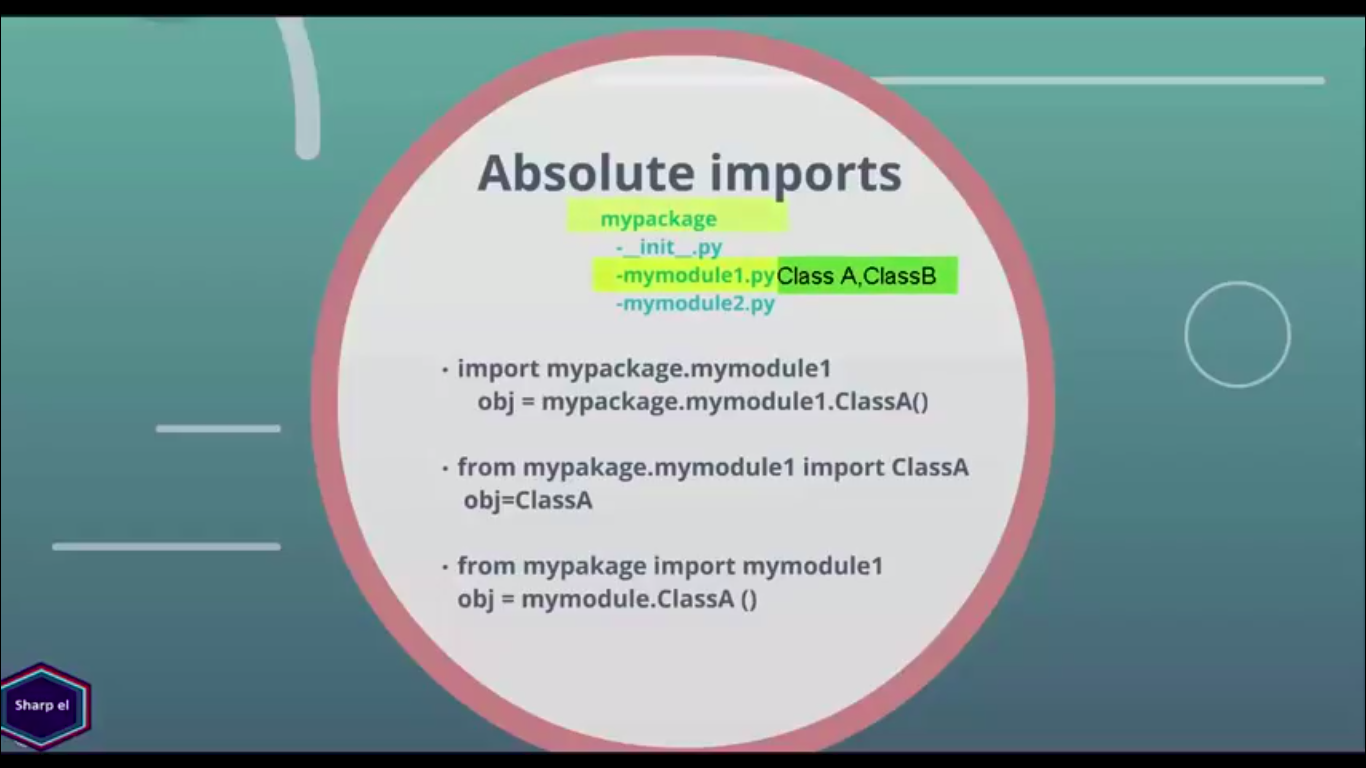 Absolute imports
mypackage
-__init__.py
-mymodule1.py Class A,ClassB
-mymodule2.py
· import mypackage.mymodule1
obj = mypackage.mymodule1.ClassA()
· from mypakage.mymodule1 import ClassA
obj=ClassA
· from mypakage import mymodule1
obj = mymodule.ClassA ()
Sharp el